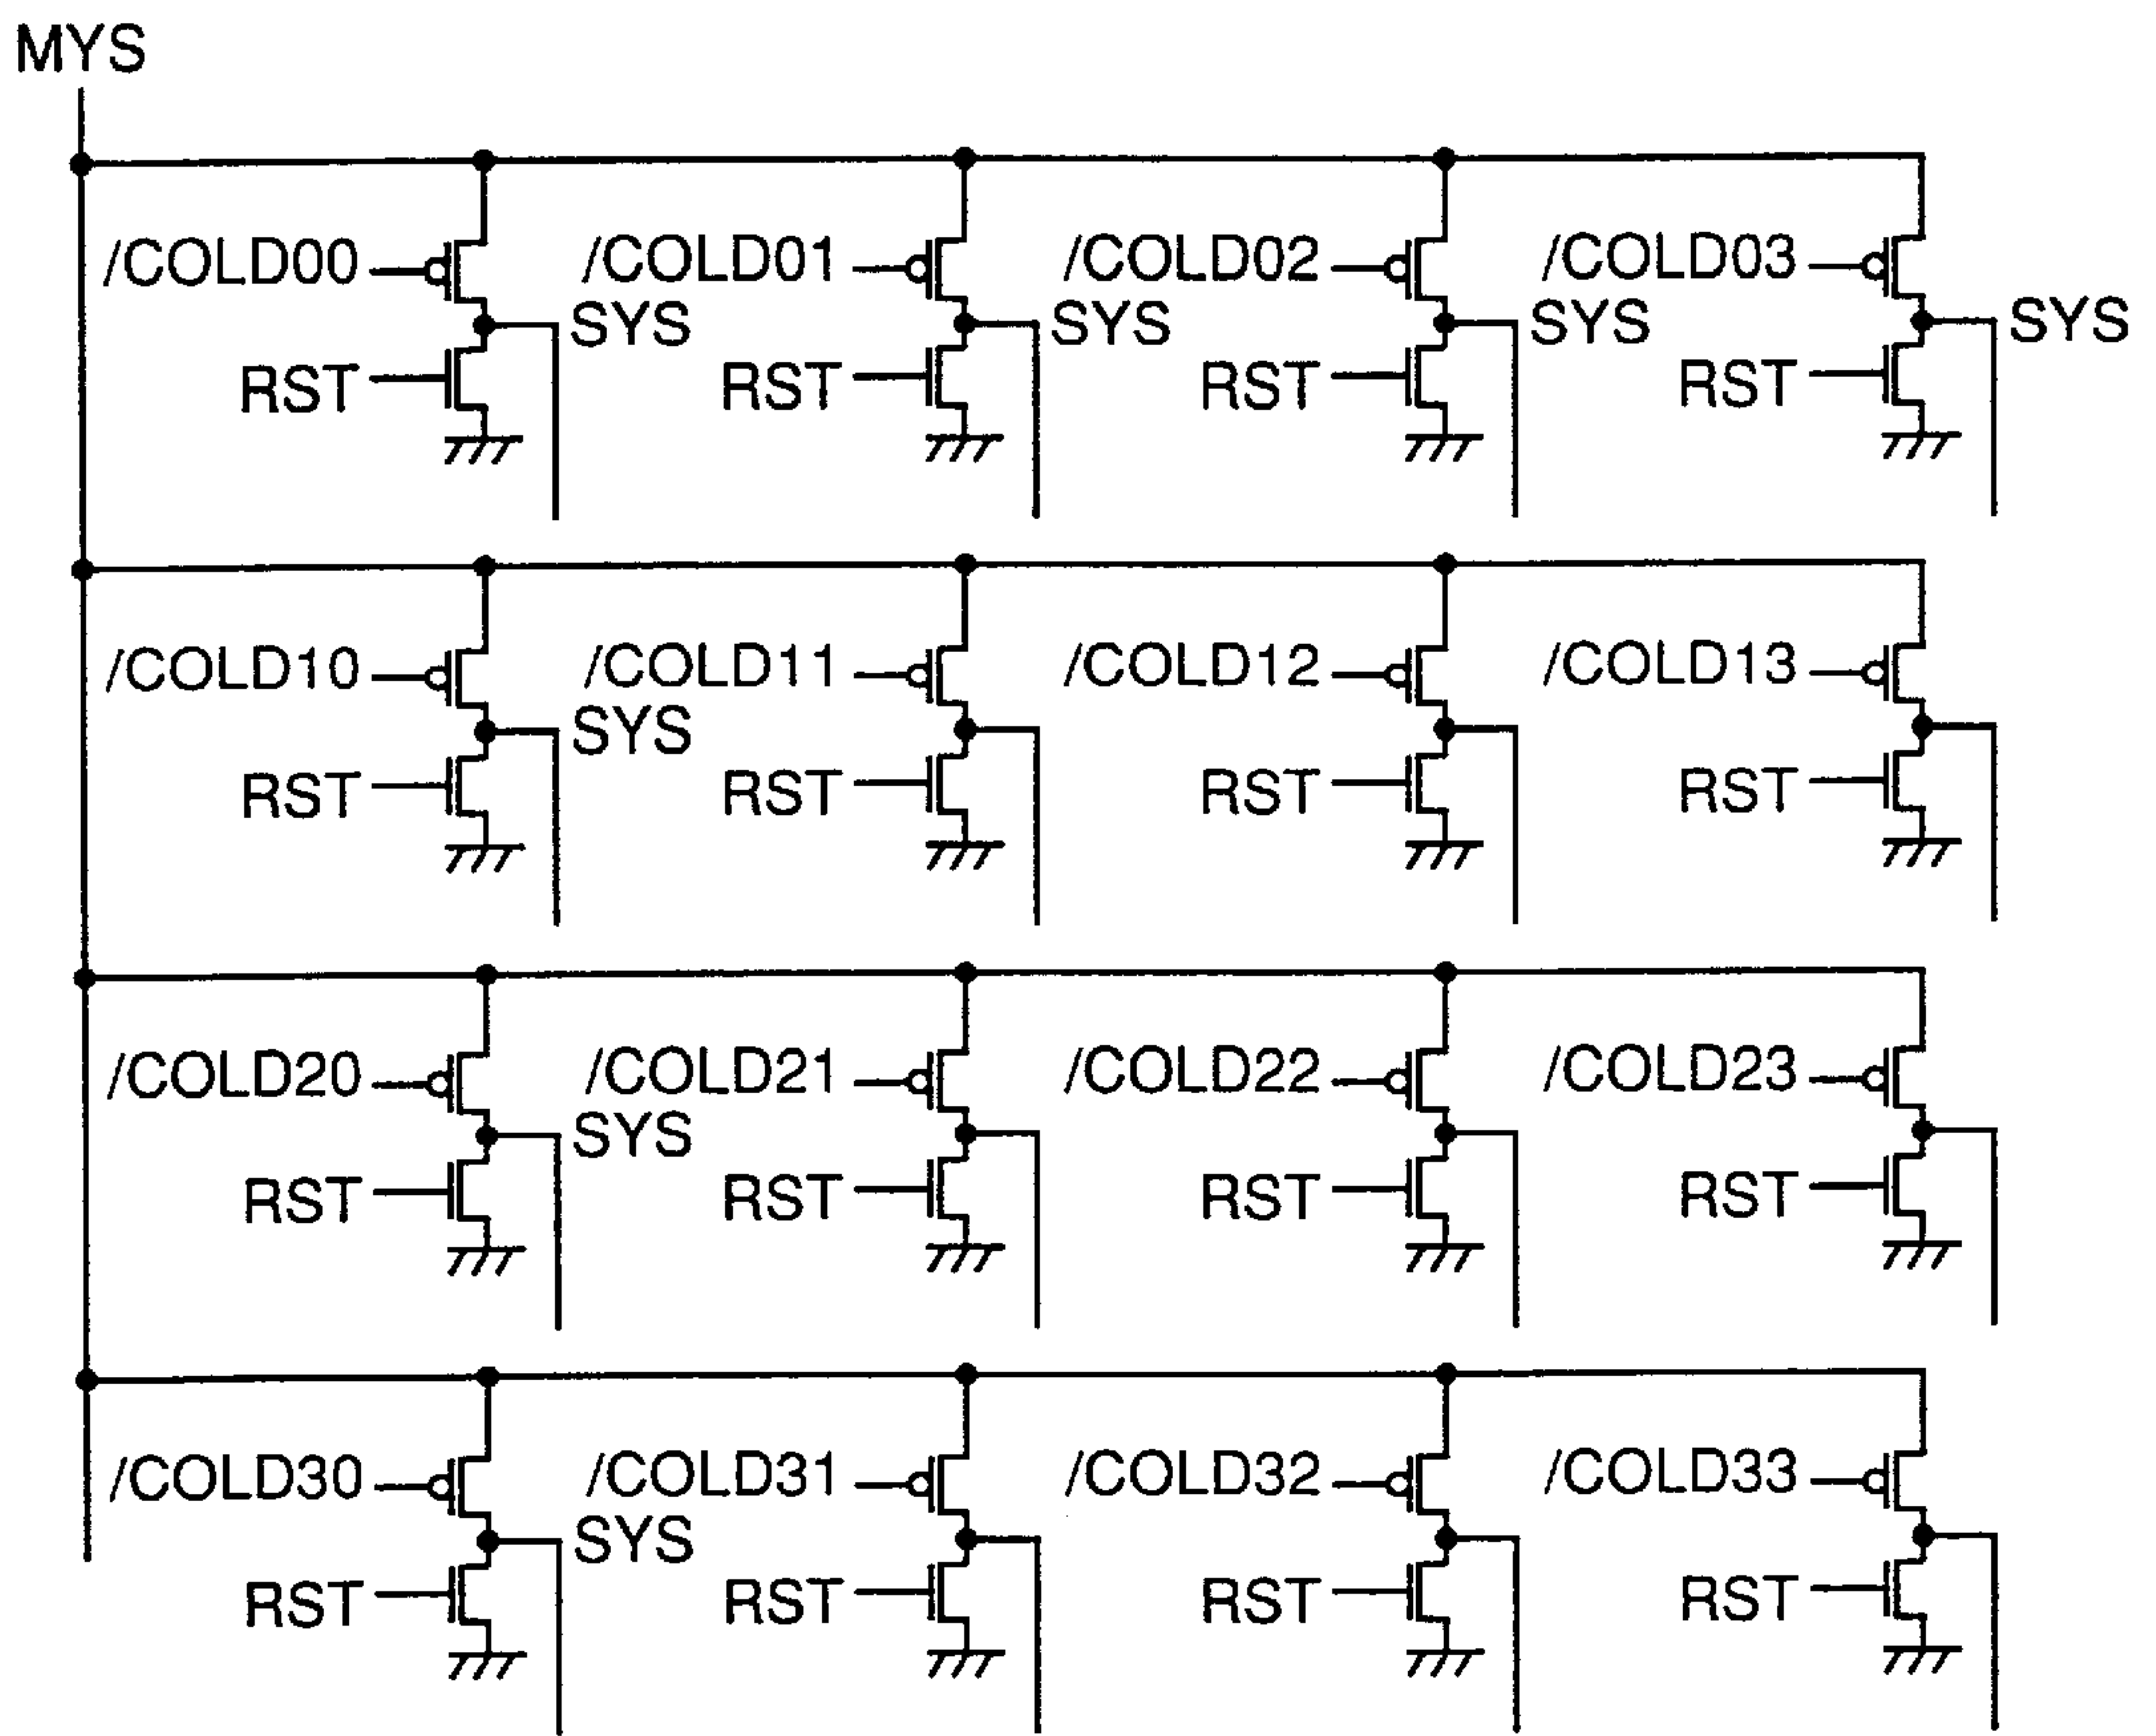 MYS
/COLD00 /COLD01 /COLD02 /COLD03
SYS SYS SYS SYS
RST RST RST RST
/COLD10 /COLD11 /COLD12 /COLD13
SYS
RST RST RST RST
/COLD20 /COLD21 /COLD22 /COLD23
SYS
RST RST RST RST
/COLD30 /COLD31 /COLD32 /COLD33
SYS
RST RST RST RST